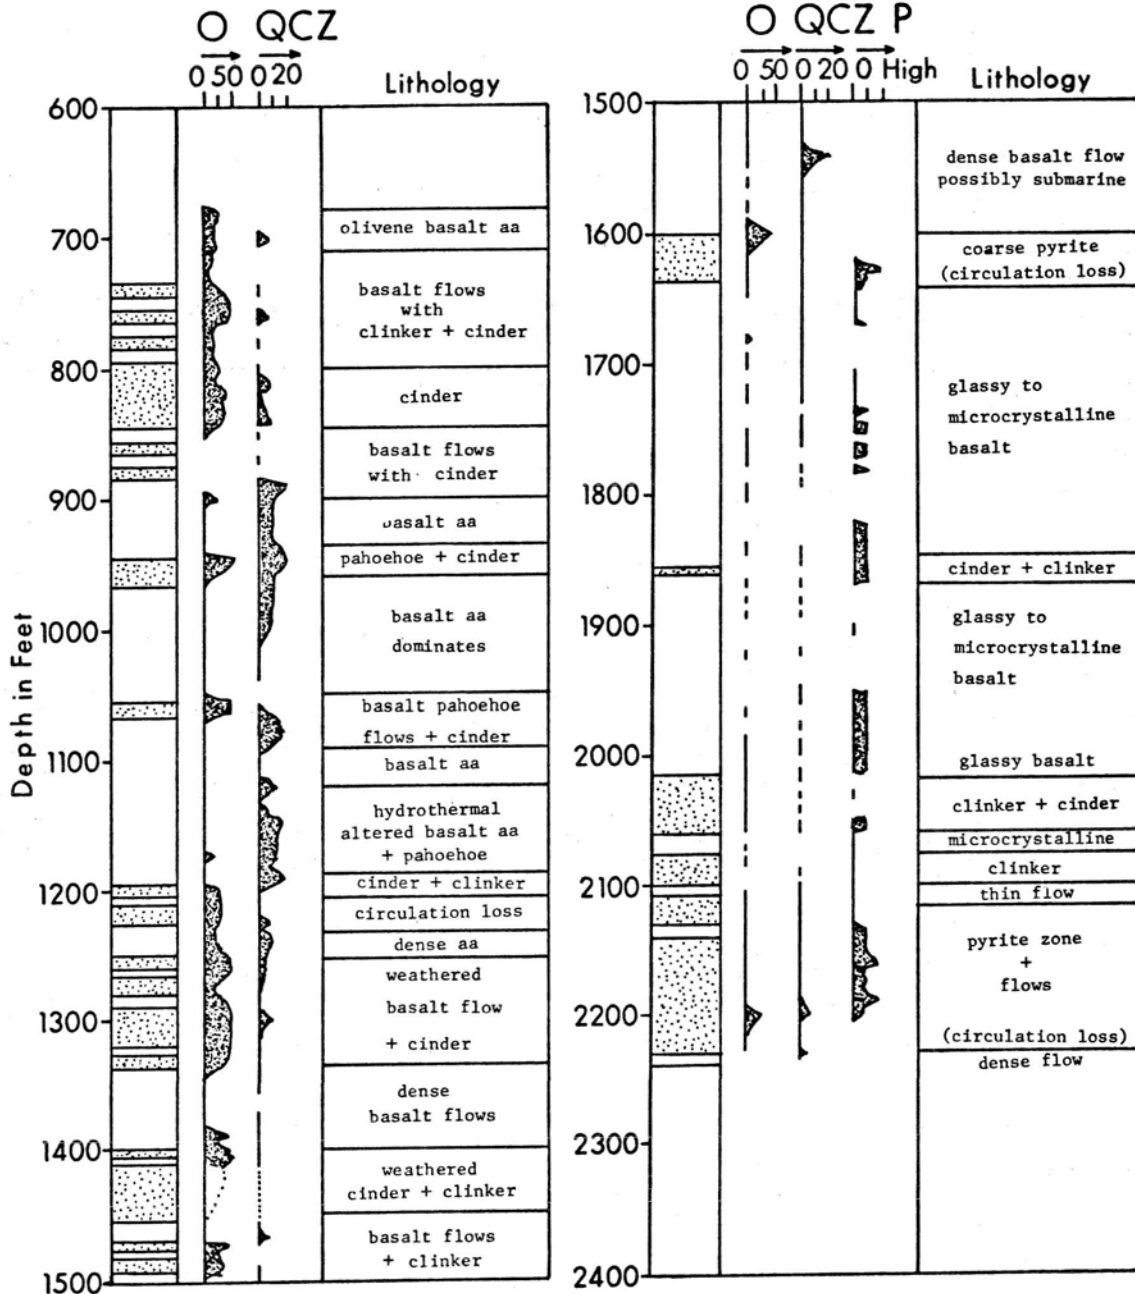 O QCZ
0 50 0 20
Lithology
Depth in Feet
600
700
800
900
1000
1100
1200
1300
1400
1500
olivene basalt aa
basalt flows
with
clinker + cinder
cinder
basalt flows
with cinder
basalt aa
pahoehoe + cinder
basalt aa
dominates
basalt pahoehoe
flows + cinder
basalt aa
hydrothermal
altered basalt aa
+ pahoehoe
cinder + clinker
circulation loss
dense aa
weathered
basalt flow
+ cinder
dense
basalt flows
weathered
cinder + clinker
basalt flows
+ clinker
O QCZ P
0 50 0 20 0 High
Lithology
1500
1600
1700
1800
1900
2000
2100
2200
2300
2400
dense basalt flow
possibly submarine
coarse pyrite
(circulation loss)
glassy to
microcrystalline
basalt
cinder + clinker
glassy to
microcrystalline
basalt
glassy basalt
clinker + cinder
microcrystalline
clinker
thin flow
pyrite zone
+
flows
(circulation loss)
dense flow